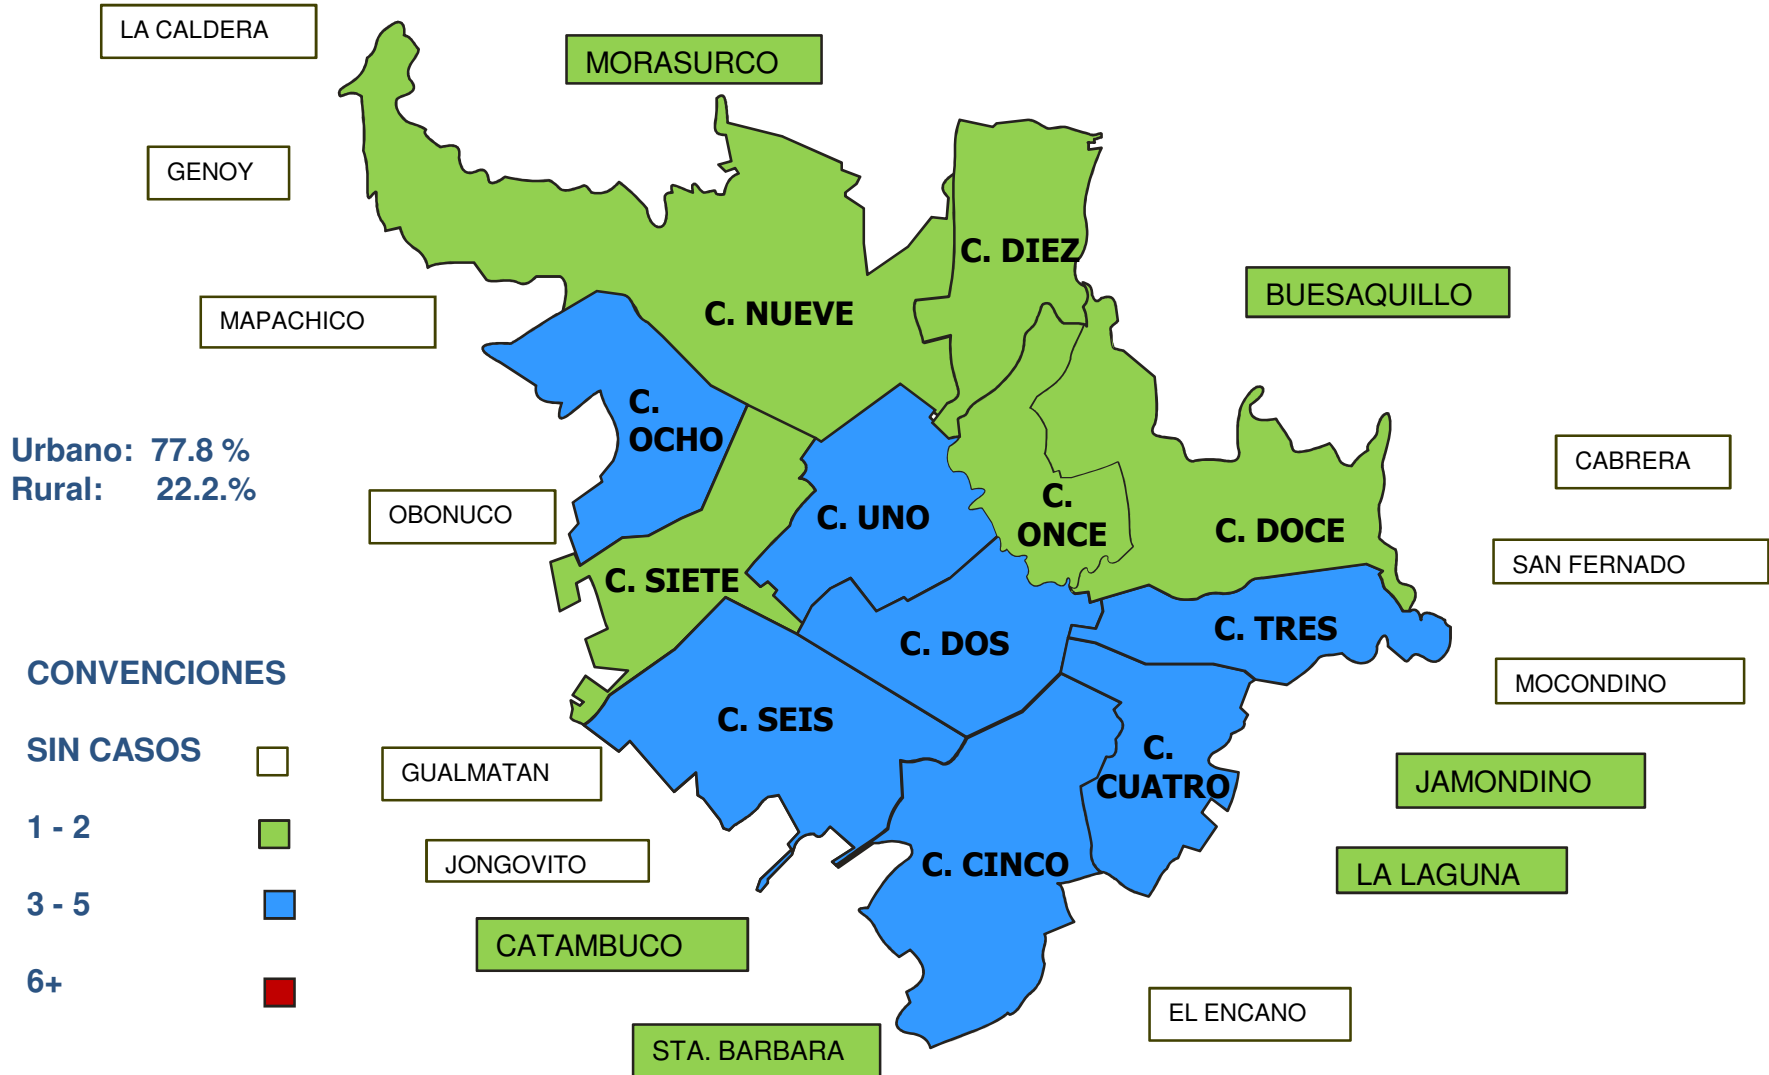 LA CALDERA
MORASURCO
GENOY
C. DIEZ
BUESAQUILLO
MAPACHICO
C. NUEVE
C.
OCHO
Urbano: 77.8 %
Rural: 22.2.%
CABRERA
OBONUCO
C. UNO
C.
ONCE
C. DOCE
SAN FERNADO
C. SIETE
C. TRES
C. DOS
CONVENCIONES
MOCONDINO
C. SEIS
SIN CASOS
GUALMATAN
C.
CUATRO
JAMONDINO
1 - 2
JONGOVITO
C. CINCO
LA LAGUNA
3 - 5
CATAMBUCO
6+
EL ENCANO
STA. BARBARA